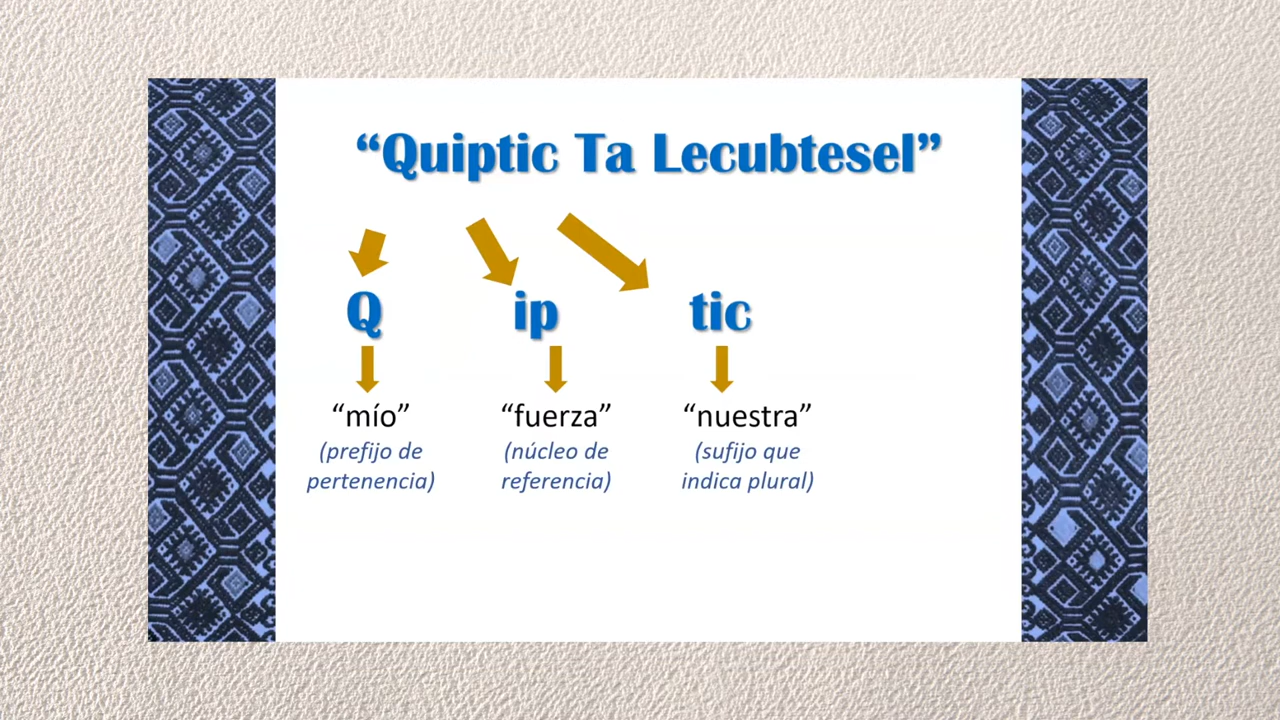 “Quiptic Ta Lecubtesel”
Q ip tic
“mío” “fuerza” “nuestra”
(prefijo de (núcleo de (sufijo que
pertenencia) referencia) indica plural)